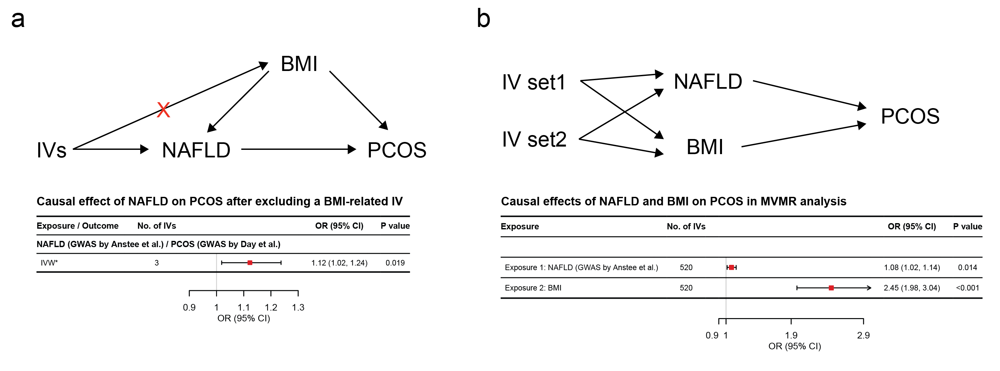 a
BMI
X
IVs
NAFLD
PCOS
Causal effect of NAFLD on PCOS after excluding a BMI-related IV
Exposure / Outcome No. of IVs OR (95% CI) P value
NAFLD (GWAS by Anstee et al.) / PCOS (GWAS by Day et al.)
IVW* 3 1.12 (1.02, 1.24) 0.019
0.9 1 1.1 1.2 1.3
OR (95% CI)
b
IV set1
NAFLD
PCOS
IV set2
BMI
Causal effects of NAFLD and BMI on PCOS in MVMR analysis
Exposure No. of IVs OR (95% CI) P value
Exposure 1: NAFLD (GWAS by Anstee et al.) 520 1.08 (1.02, 1.14) 0.014
Exposure 2: BMI 520 2.45 (1.98, 3.04) <0.001
0.9 1 1.9 2.9
OR (95% CI)